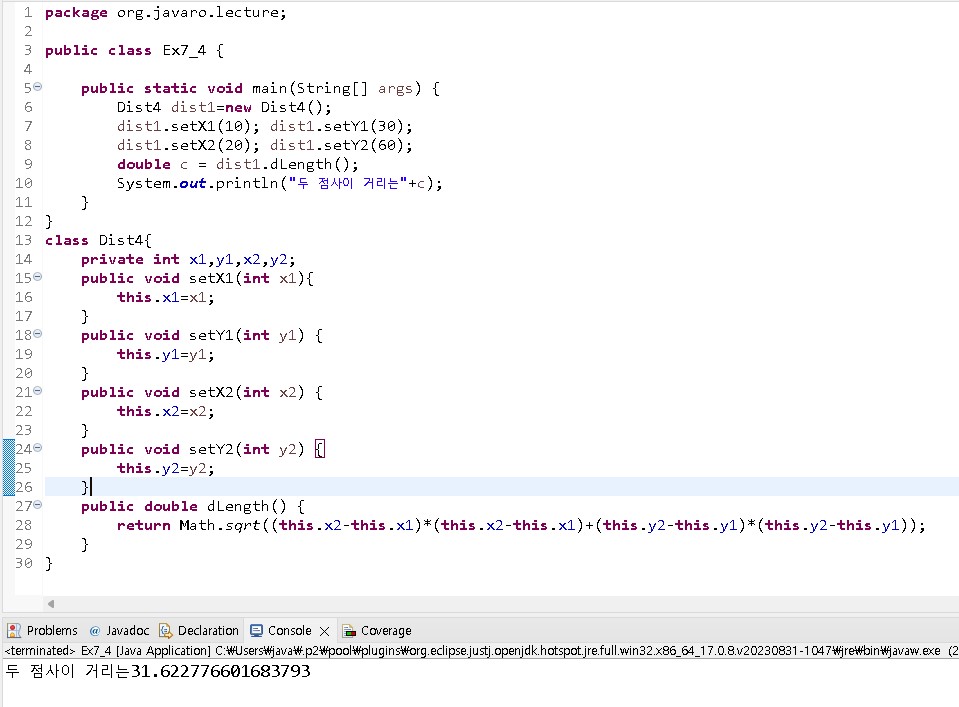 1 package org.javaro.lecture;
2
3 public class Ex7_4 {
4
5 public static void main(String[] args) {
6 Dist4 dist1=new Dist4();
7 dist1.setX1(10); dist1.setY1(30);
8 dist1.setX2(20); dist1.setY2(60);
9 double c = dist1.dLength();
10 System.out.println("두 점사이 거리는"+c);
11 }
12 }
13 class Dist4{
14 private int x1,y1,x2,y2;
15 public void setX1(int x1){
16 this.x1=x1;
17 }
18 public void setY1(int y1) {
19 this.y1=y1;
20 }
21 public void setX2(int x2) {
22 this.x2=x2;
23 }
24 public void setY2(int y2) {
25 this.y2=y2;
26 }
27 public double dLength() {
28 return Math.sqrt((this.x2-this.x1)*(this.x2-this.x1)+(this.y2-this.y1)*(this.y2-this.y1));
29 }
30 }
Problems @ Javadoc Declaration Console Coverage
<terminated> Ex7_4 [Java Application] C:₩Users₩java₩.p2₩pool₩plugins₩org.eclipse.justj.openjdk.hotspot.jre.full.win32.x86_64_17.0.8.v20230831-1047₩jre₩bin₩javaw.exe (2
두 점사이 거리는31.622776601683793